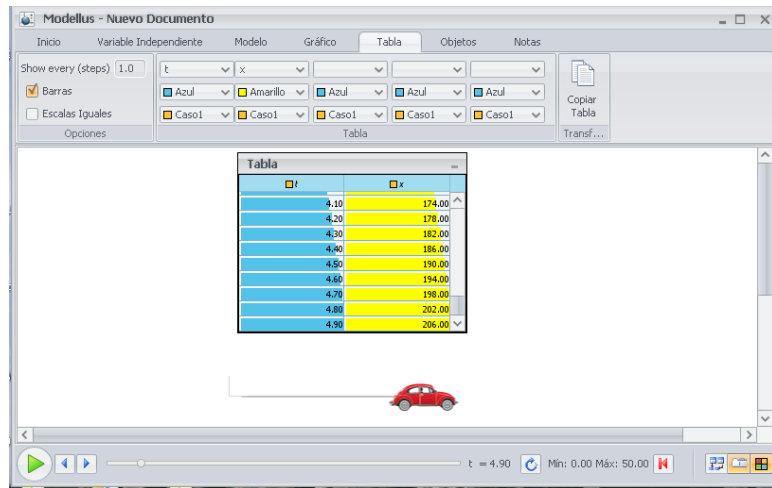 Modellus - Nuevo Documento
Inicio Variable Independiente Modelo Gráfico Tabla Objetos Notas
Show every (steps) 1.0 t x
Barras Azul Amarillo Azul Azul Azul
Escalas Iguales Caso1 Caso1 Caso1 Caso1 Caso1
Copiar
Tabla
Opciones Tabla Transf...
Tabla
t x
4.10 174.00
4.20 178.00
4.30 182.00
4.40 186.00
4.50 190.00
4.60 194.00
4.70 198.00
4.80 202.00
4.90 206.00
t = 4.90 Mín: 0.00 Máx: 50.00